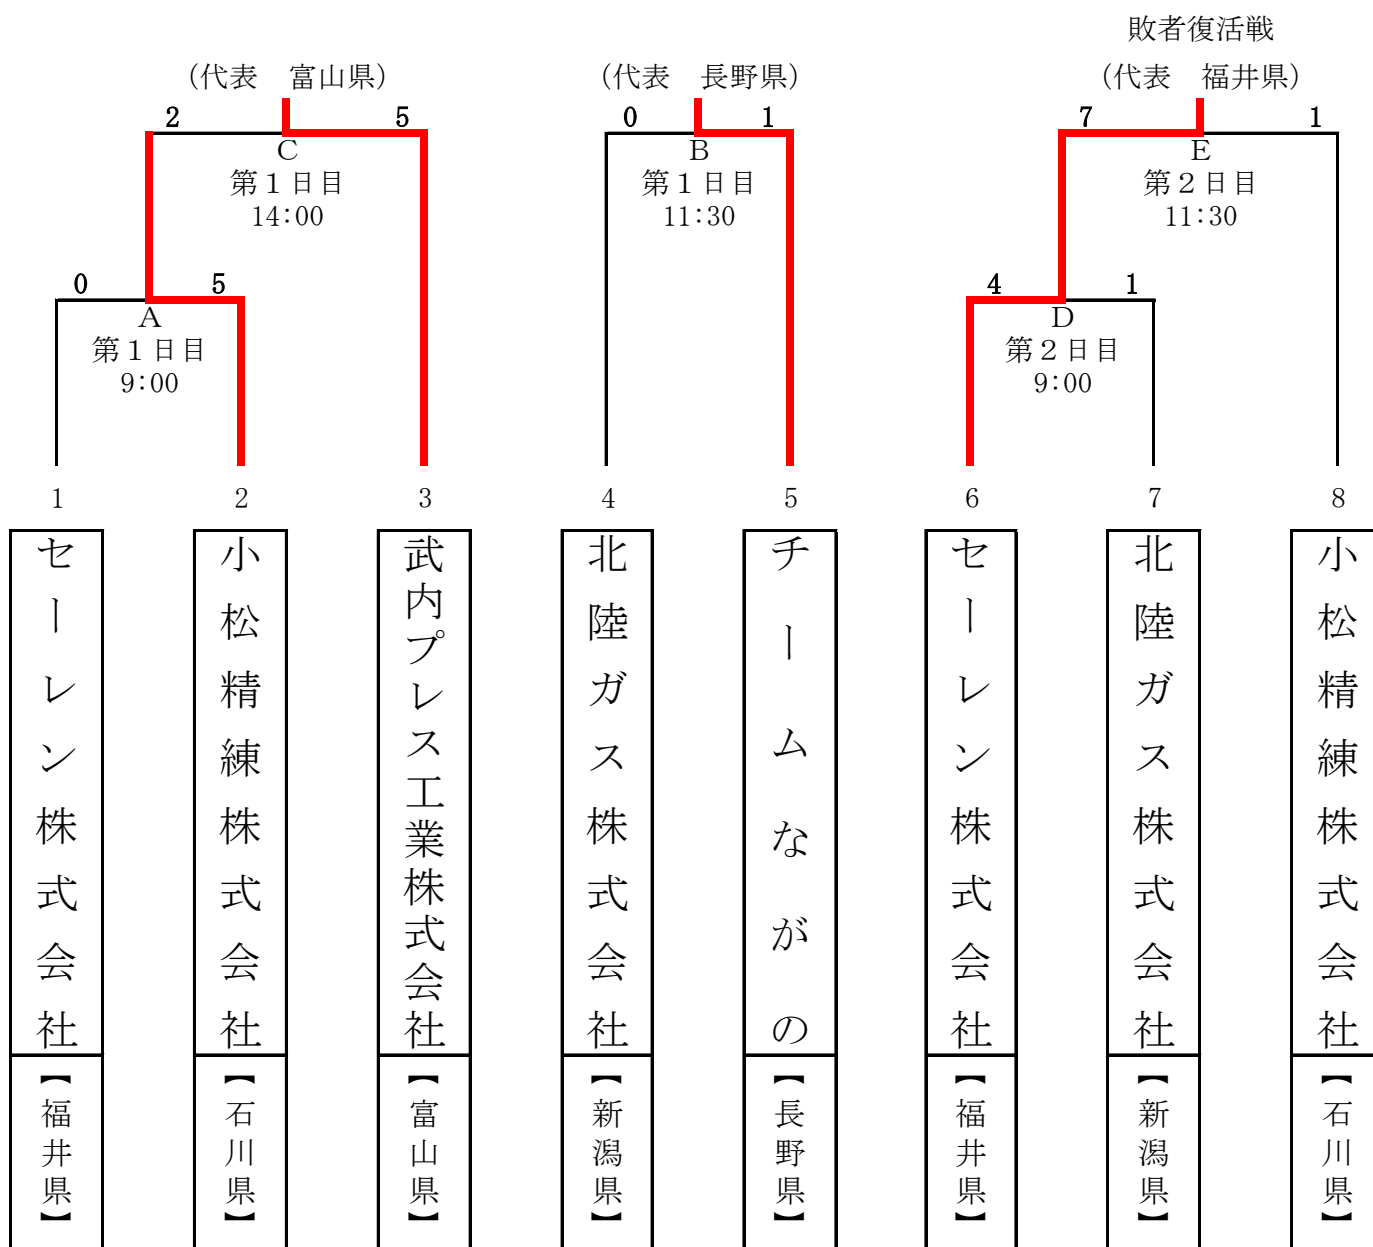 敗者復活戦
（代表　富山県）
（代表　長野県）
（代表　福井県）
2
5
0
1
7
1
C
B
E
第１日目
第１日目
第２日目
14:00
11:30
11:30
0
5
4
1
A
D
第１日目
第２日目
9:00
9:00
1
2
3
4
5
6
7
8
セーレン株式会社
小松精練株式会社
武内プレス工業株式会社
北陸ガス株式会社
チームながの
セーレン株式会社
北陸ガス株式会社
小松精練株式会社
【福井県】
【石川県】
【富山県】
【新潟県】
【長野県】
【福井県】
【新潟県】
【石川県】